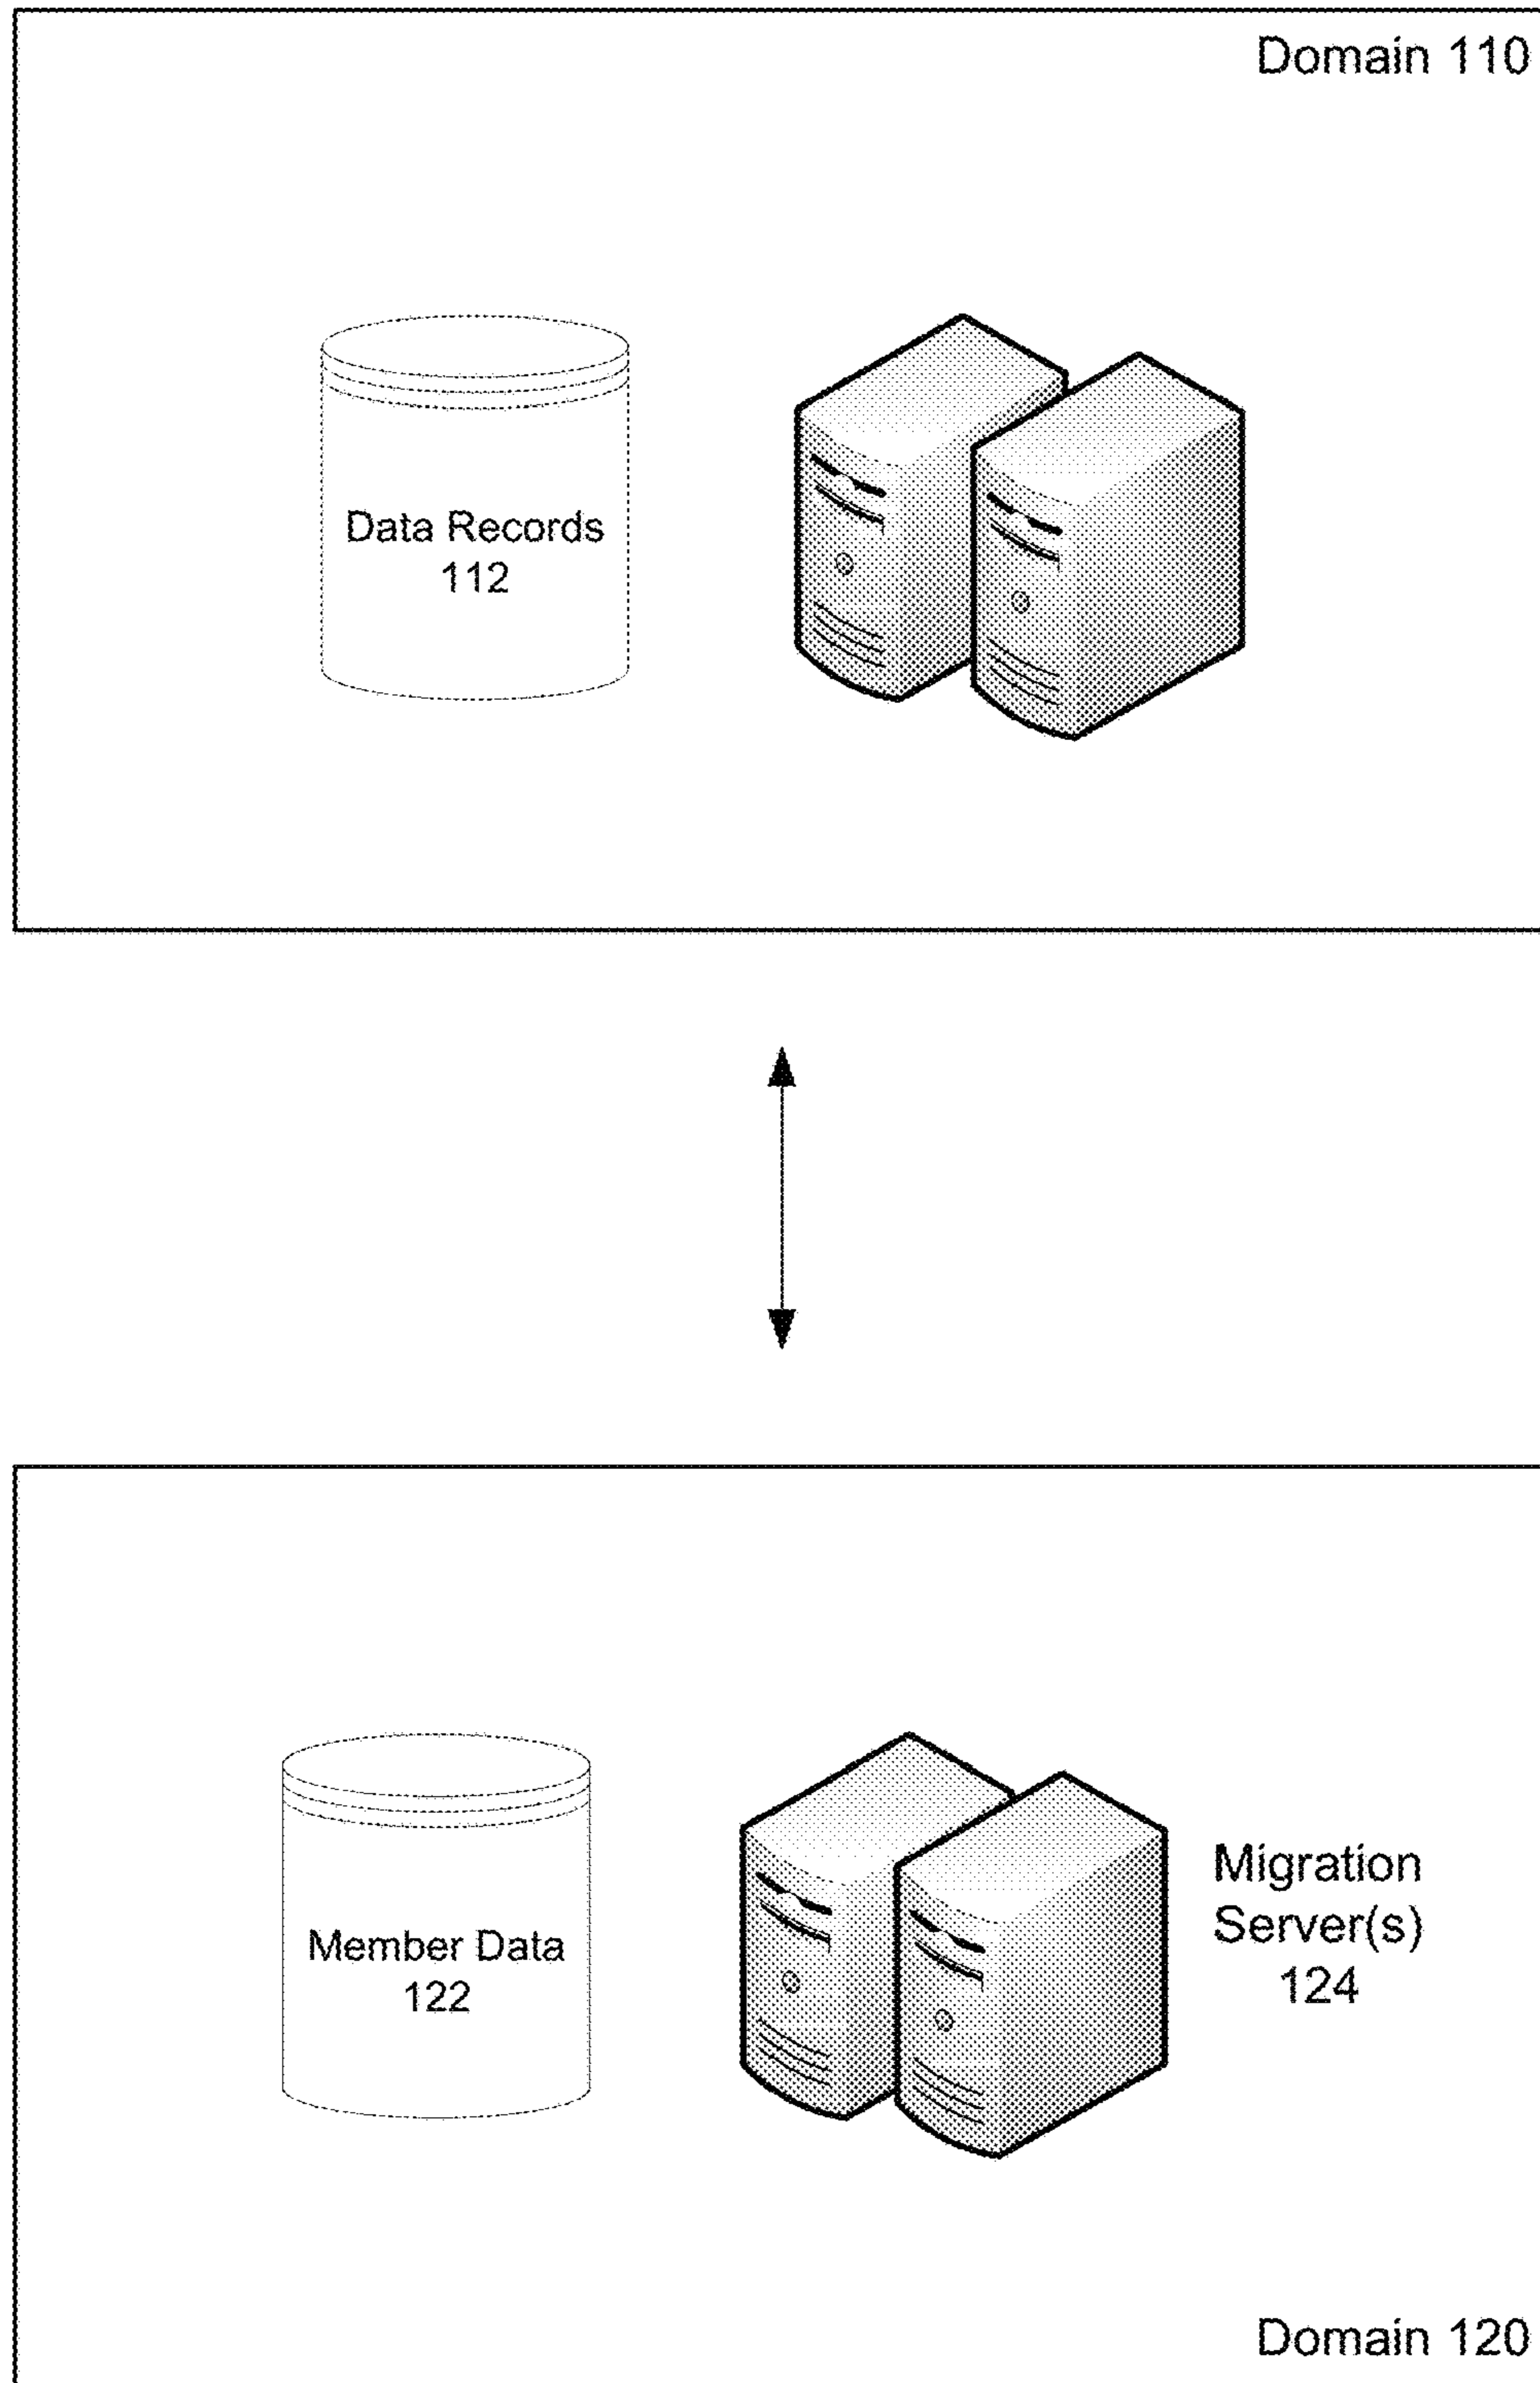 Domain 110
Data Records
112
Member Data
122
Migration
Server(s)
124
Domain 120